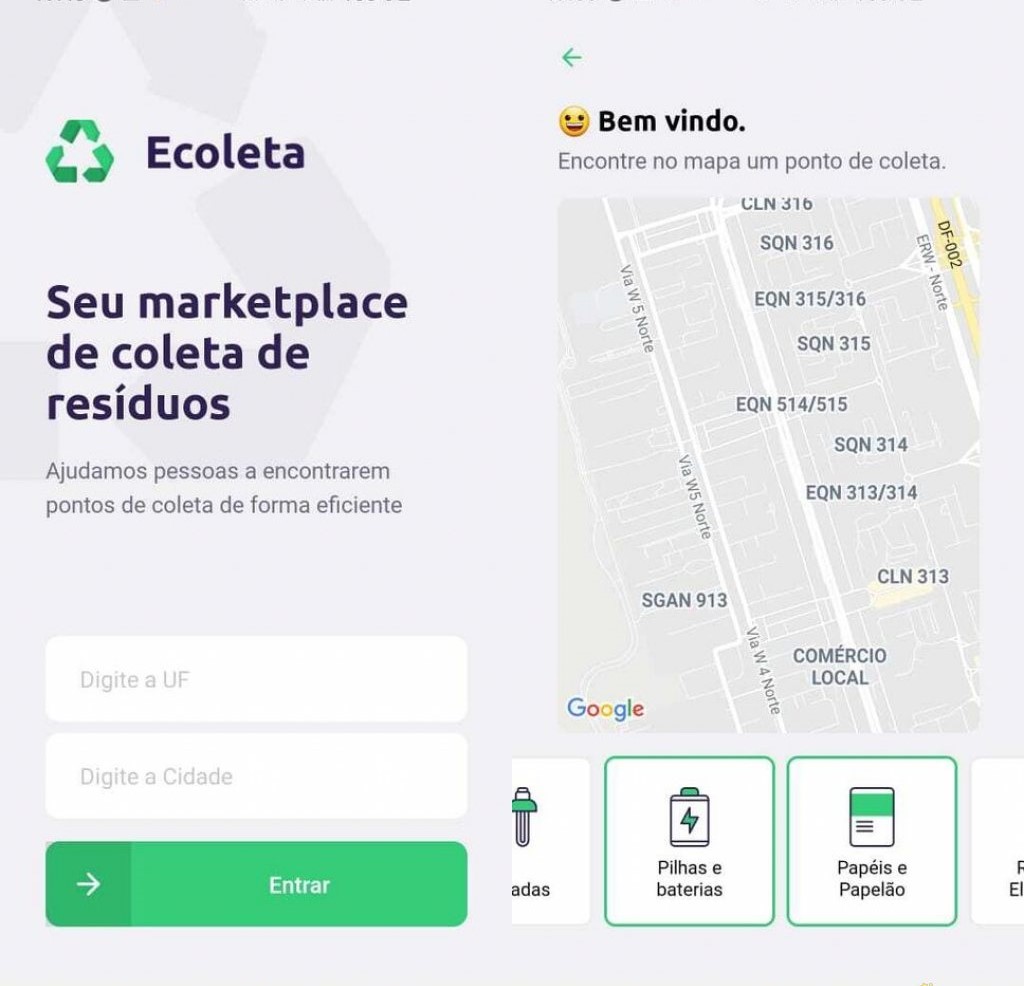 Ecoleta
Seu marketplace
de coleta de
resíduos
Ajudamos pessoas a encontrarem
pontos de coleta de forma eficiente
Digite a UF
Digite a Cidade
Entrar
Bem vindo.
Encontre no mapa um ponto de coleta.
CLN 316
SQN 316
DF-002
ERW.- Norte
Via W 5 Norte
EQN 315/316
SQN 315
EQN 514/515
SQN 314
Via W5 Norte
EQN 313/314
CLN 313
SGAN 913
Via W 4 Norte
COMÉRCIO
LOCAL
Google
adas
Pilhas e
baterias
Papéis e
Papelão
R
El